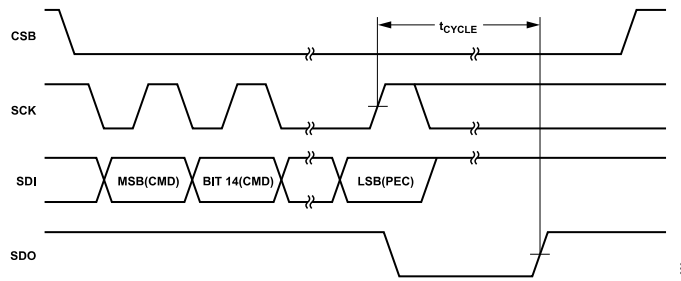 CSB
tCYCLE
SCK
SDI
MSB(CMD)
BIT 14(CMD)
LSB(PEC)
SDO